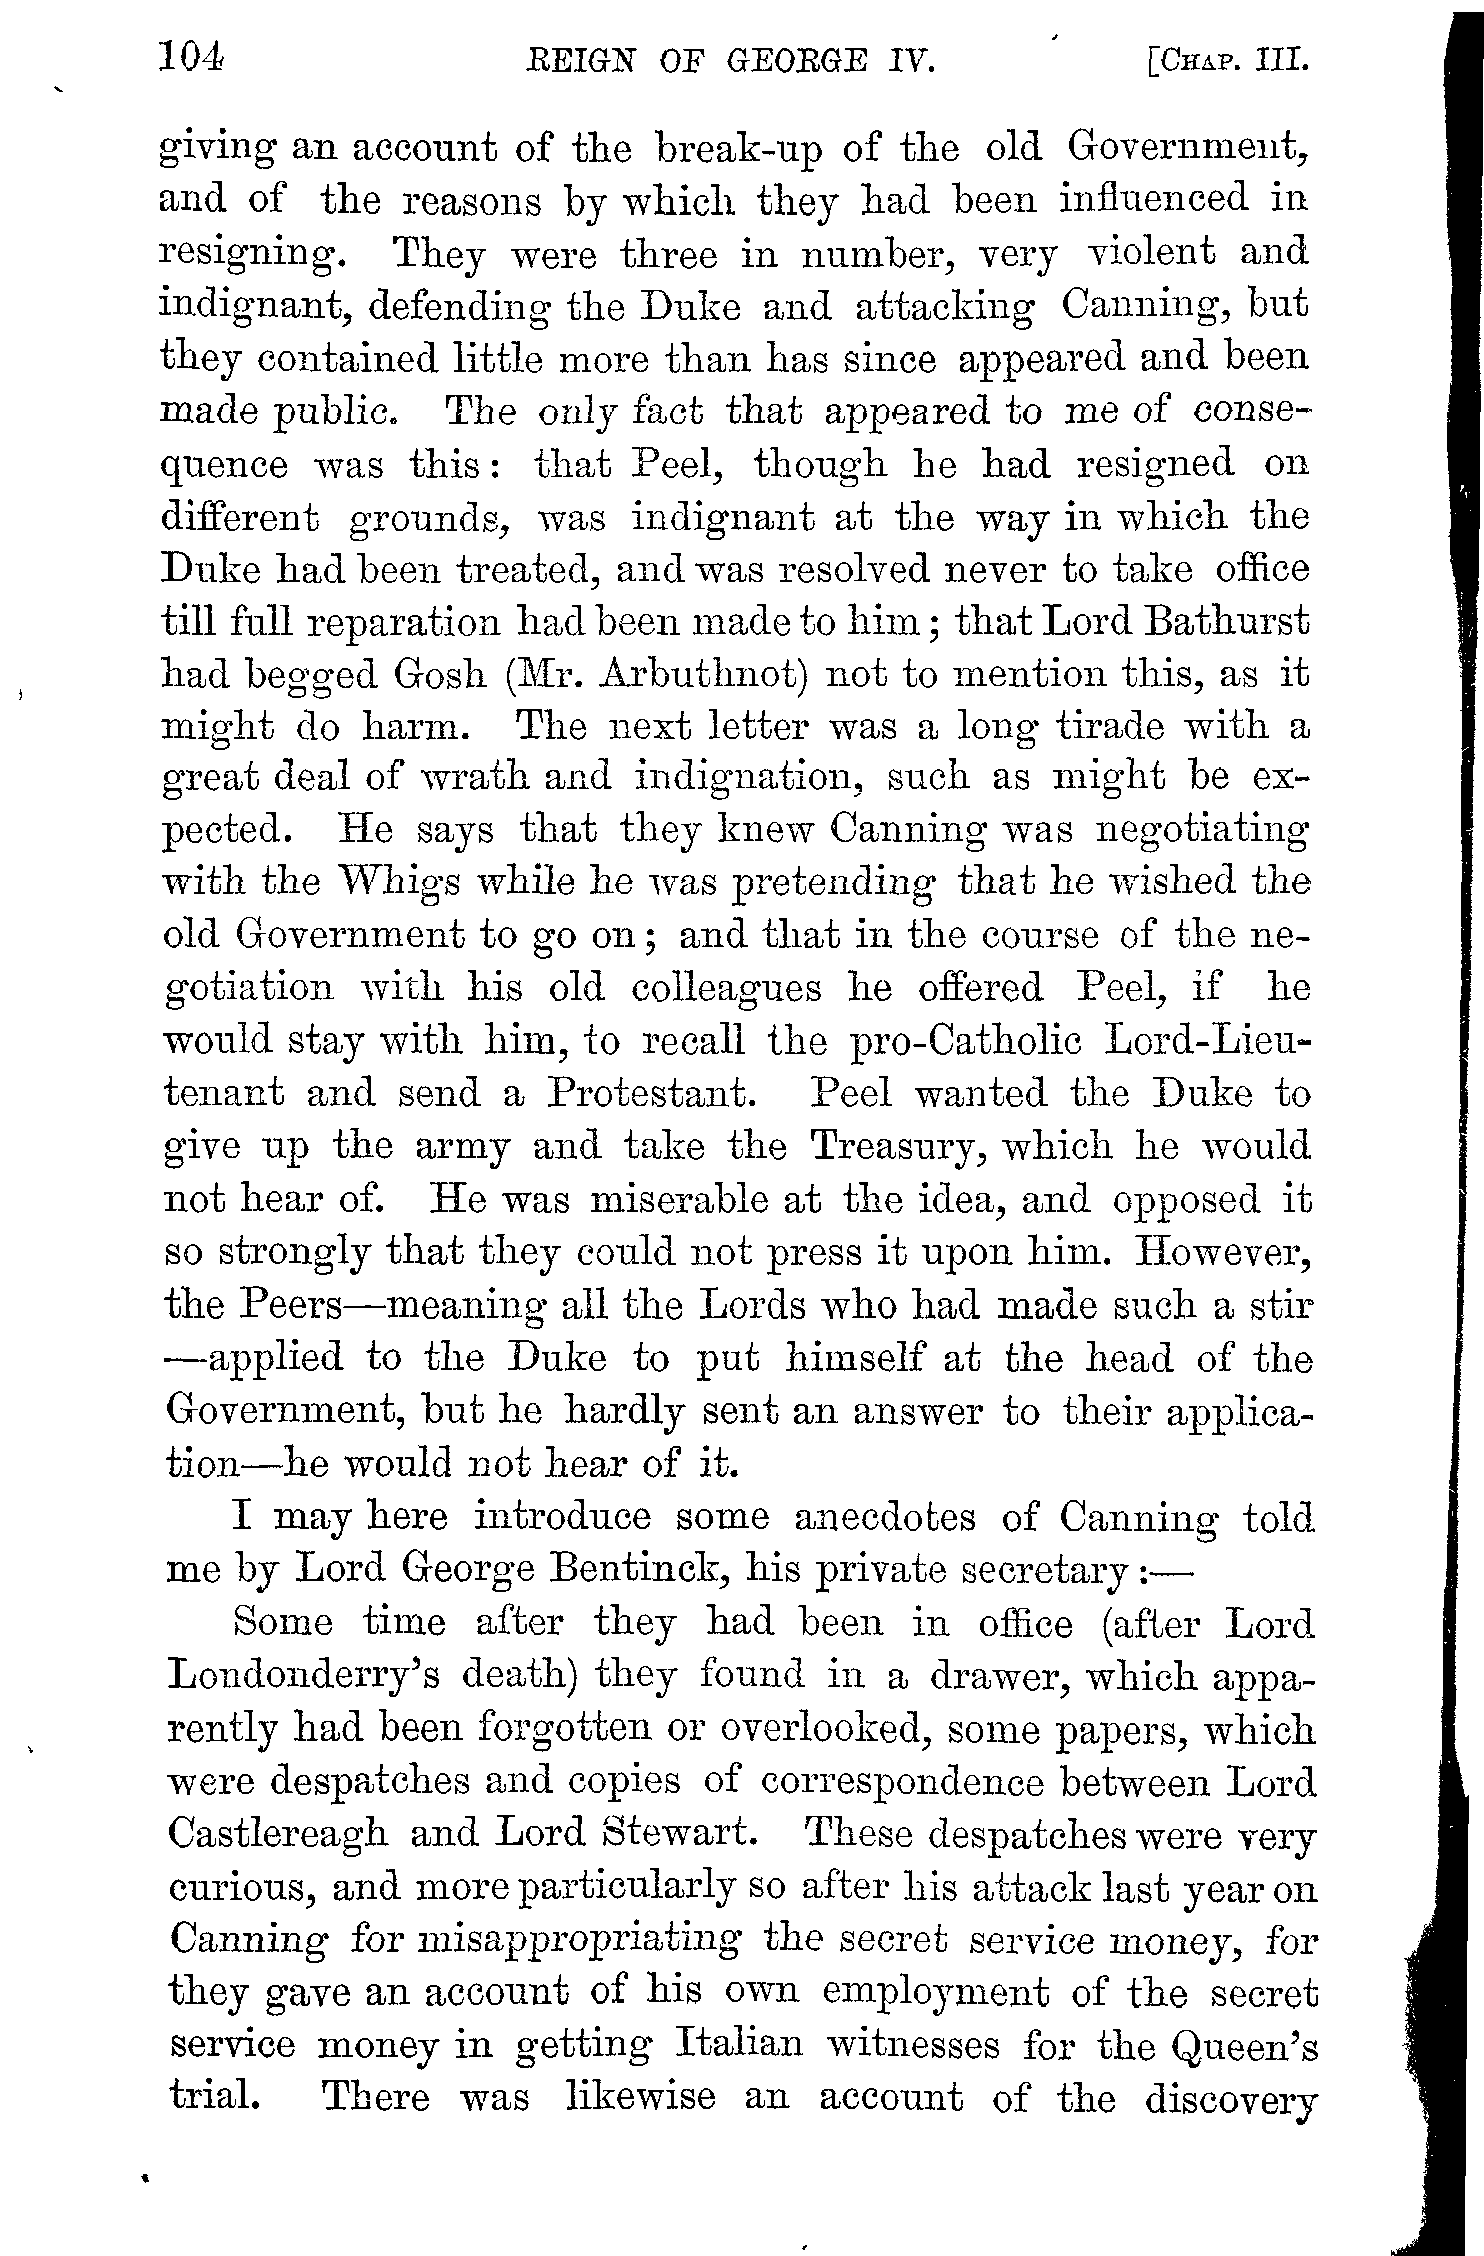 104 REIGN OF GEORGE IV. [CHAP. III.
giving an account of the break-up of the old Government,
and of the reasons by which they had been influenced in
resigning. They were three in number, very violent and
indignant, defending the Duke and attacking Canning, but
they contained little more than has since appeared and been
made public. The only fact that appeared to me of conse-
quence was this: that Peel, though he had resigned on
different grounds, was indignant at the way in which the
Duke had been treated, and was resolved never to take office
till full reparation had been made to him; that Lord Bathurst
had begged Gosh (Mr. Arbuthnot) not to mention this, as it
might do harm. The next letter was a long tirade with a
great deal of wrath and indignation, such as might be ex-
pected. He says that they knew Canning was negotiating
with the Whigs while he was pretending that he wished the
old Government to go on; and that in the course of the ne-
gotiation with his old colleagues he offered Peel, if he
would stay with him, to recall the pro-Catholic Lord-Lieu-
tenant and send a Protestant. Peel wanted the Duke to
give up the army and take the Treasury, which he would
not hear of. He was miserable at the idea, and opposed it
so strongly that they could not press it upon him. However,
the Peers—meaning all the Lords who had made such a stir
—applied to the Duke to put himself at the head of the
Government, but he hardly sent an answer to their applica-
tion—he would not hear of it.
I may here introduce some anecdotes of Canning told
me by Lord George Bentinck, his private secretary:—
Some time after they had been in office (after Lord
Londonderry's death) they found in a drawer, which appa-
rently had been forgotten or overlooked, some papers, which
were despatches and copies of correspondence between Lord
Castlereagh and Lord Stewart. These despatches were very
curious, and more particularly so after his attack last year on
Canning for misappropriating the secret service money, for
they gave an account of his own employment of the secret
service money in getting Italian witnesses for the Queen's
trial. There was likewise an account of the discovery